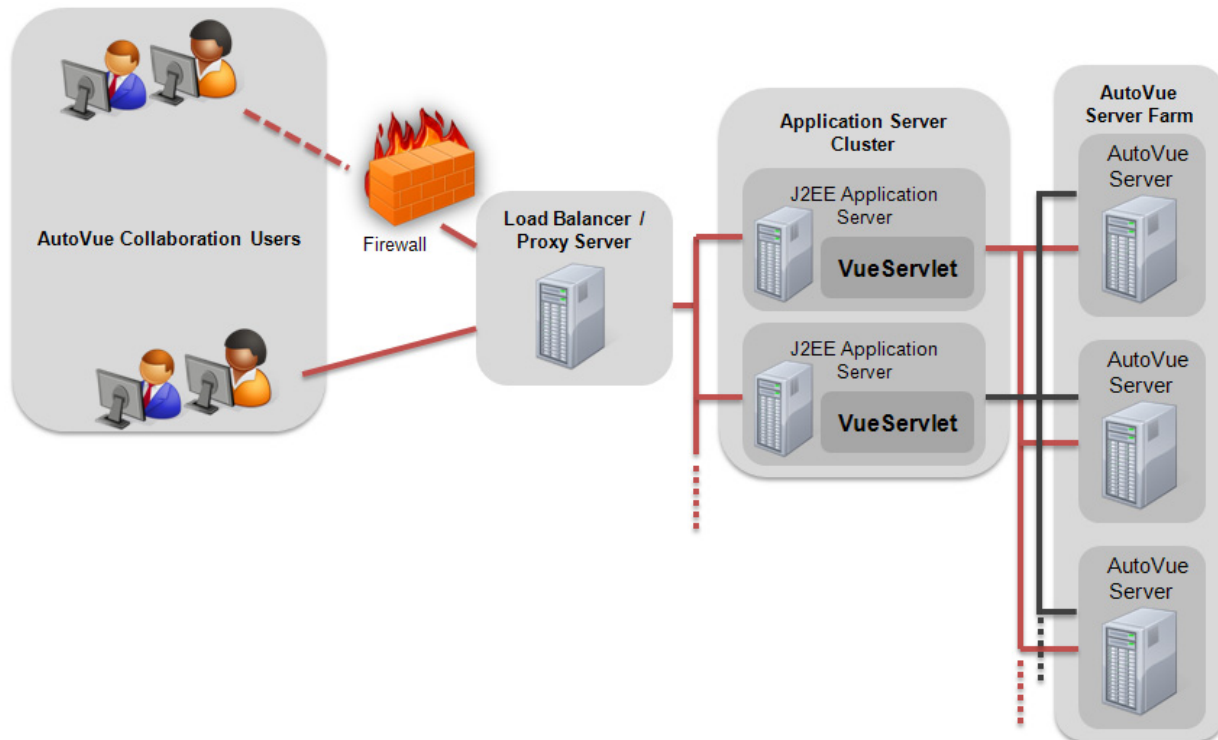 AutoVue Collaboration Users
Firewall
Load Balancer /
Proxy Server
Application Server
Cluster
J2EE Application
Server
VueServlet
J2EE Application
Server
VueServlet
AutoVue
Server Farm
AutoVue
Server
AutoVue
Server
AutoVue
Server